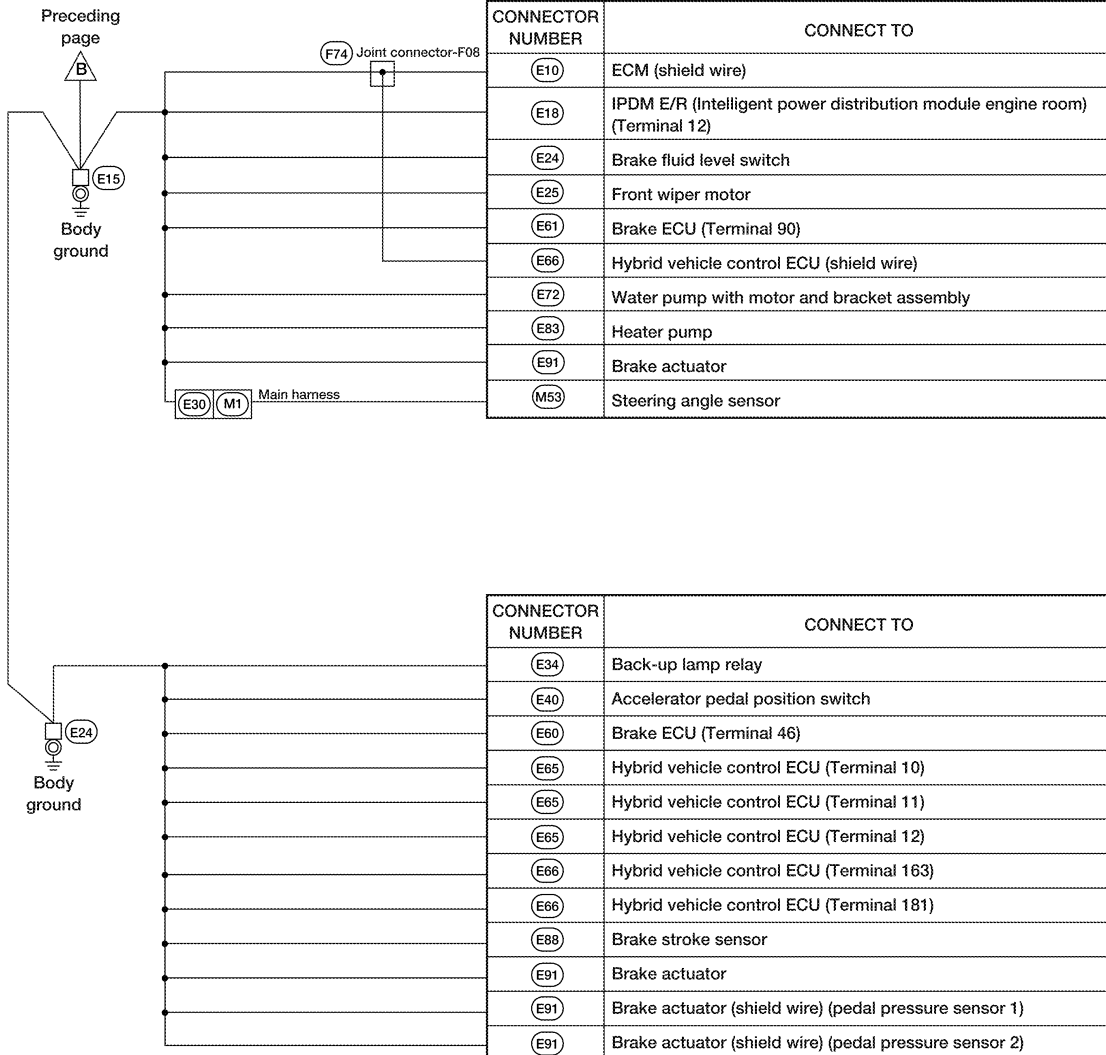 Preceding
page
B
F74 Joint connector-F08
E15
Body
ground
CONNECTOR
NUMBER
CONNECT TO
E10 ECM (shield wire)
E18 IPDM E/R (Intelligent power distribution module engine room)
(Terminal 12)
E24 Brake fluid level switch
E25 Front wiper motor
E61 Brake ECU (Terminal 90)
E66 Hybrid vehicle control ECU (shield wire)
E72 Water pump with motor and bracket assembly
E83 Heater pump
E91 Brake actuator
E30 M1 Main harness
M53 Steering angle sensor
CONNECTOR
NUMBER
CONNECT TO
E34 Back-up lamp relay
E40 Accelerator pedal position switch
E60 Brake ECU (Terminal 46)
E65 Hybrid vehicle control ECU (Terminal 10)
E65 Hybrid vehicle control ECU (Terminal 11)
E65 Hybrid vehicle control ECU (Terminal 12)
E66 Hybrid vehicle control ECU (Terminal 163)
E66 Hybrid vehicle control ECU (Terminal 181)
E88 Brake stroke sensor
E91 Brake actuator
E91 Brake actuator (shield wire) (pedal pressure sensor 1)
E91 Brake actuator (shield wire) (pedal pressure sensor 2)
E24
Body
ground